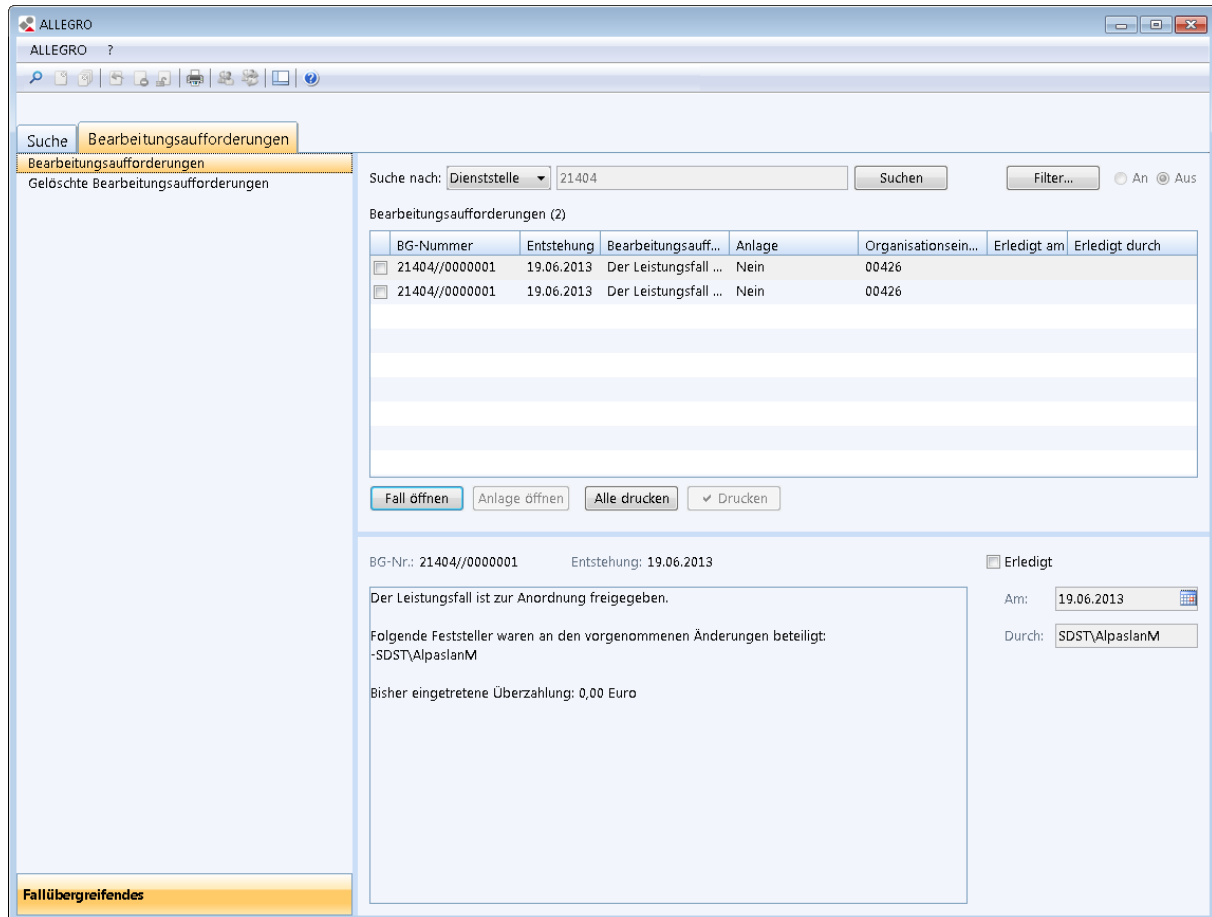 ALLEGRO
ALLEGRO ?
Suche Bearbeitungsaufforderungen
Bearbeitungsaufforderungen
Gelöschte Bearbeitungsaufforderungen
Suche nach: Dienststelle 21404 Suchen Filter... An Aus
Bearbeitungsaufforderungen (2)
BG-Nummer Entstehung Bearbeitungsauff... Anlage Organisationsein... Erledigt am Erledigt durch
21404//0000001 19.06.2013 Der Leistungsfall ... Nein 00426
21404//0000001 19.06.2013 Der Leistungsfall ... Nein 00426
Fall öffnen Anlage öffnen Alle drucken Drucken
BG-Nr.: 21404//0000001 Entstehung: 19.06.2013 Erledigt
Der Leistungsfall ist zur Anordnung freigegeben.
Am: 19.06.2013
Folgende Feststeller waren an den vorgenommenen Änderungen beteiligt:
-SDST\AlpaslanM
Durch: SDST\AlpaslanM
Bisher eingetretene Überzahlung: 0,00 Euro
Fallübergreifendes